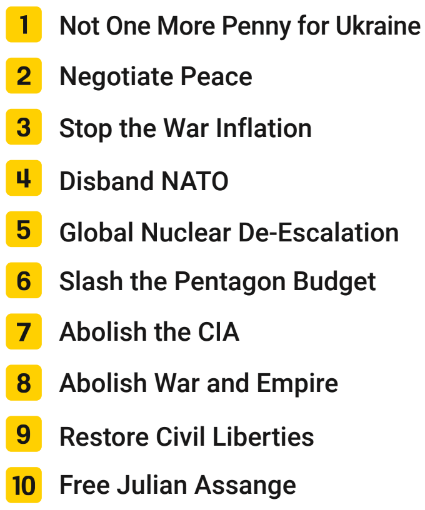 1 Not One More Penny for Ukraine
2 Negotiate Peace
3 Stop the War Inflation
4 Disband NATO
5 Global Nuclear De-Escalation
6 Slash the Pentagon Budget
7 Abolish the CIA
8 Abolish War and Empire
9 Restore Civil Liberties
10 Free Julian Assange